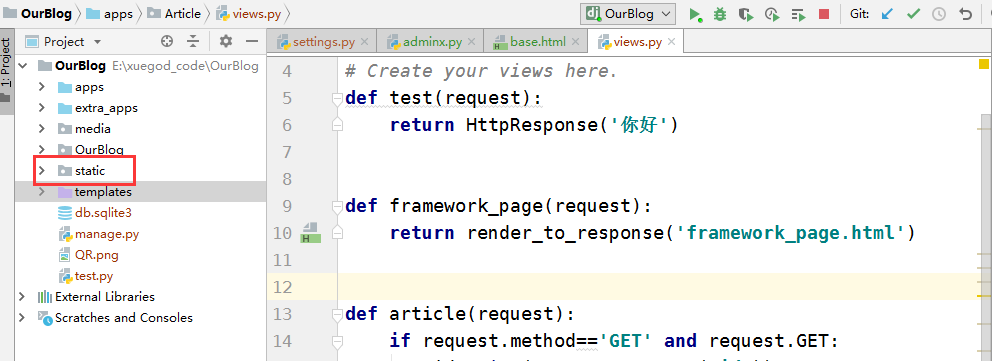 OurBlog apps Article views.py OurBlog Git:
1: Project
Project settings.py adminx.py base.html views.py
OurBlog E:\xuegod_code\OurBlog
apps
extra_apps
media
OurBlog
static
templates
db.sqlite3
manage.py
QR.png
test.py
External Libraries
Scratches and Consoles
4 # Create your views here.
5 def test(request):
6 return HttpResponse('你好')
7
8
9 def framework_page(request):
10 return render_to_response('framework_page.html')
11
12
13 def article(request):
14 if request.method=='GET' and request.GET: